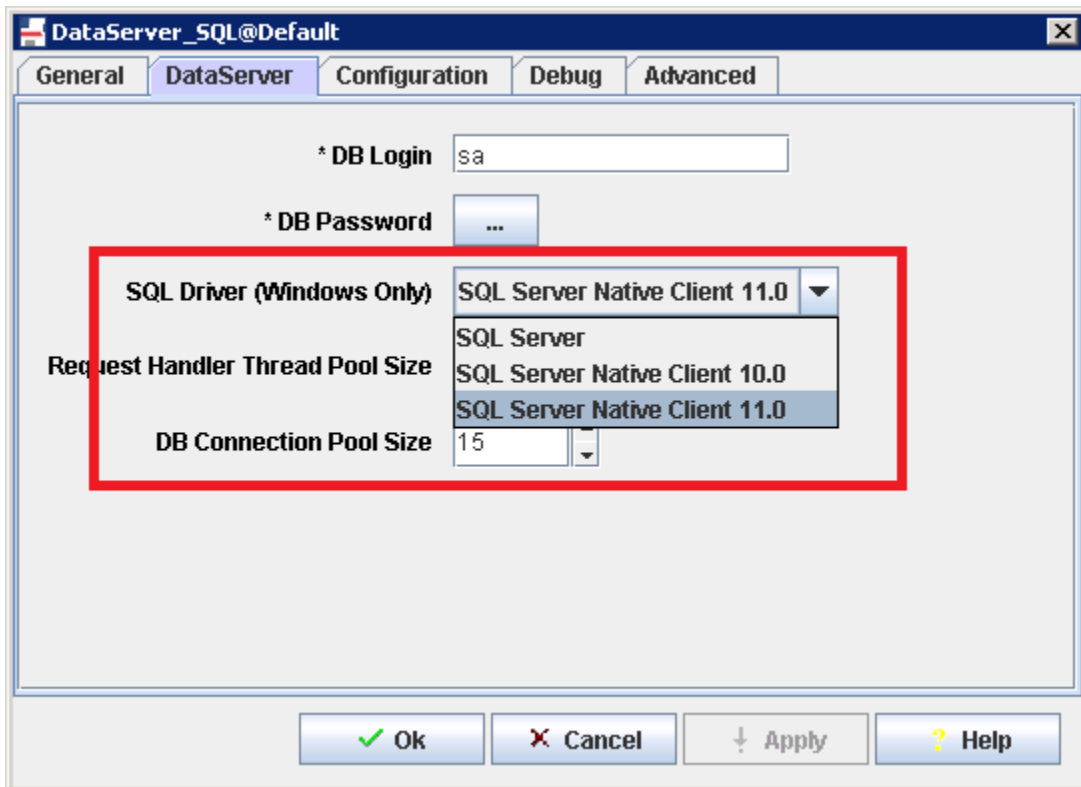 DataServer_SQL@Default
General DataServer Configuration Debug Advanced
* DB Login sa
* DB Password ...
SQL Driver (Windows Only) SQL Server Native Client 11.0
SQL Server
Request Handler Thread Pool Size SQL Server Native Client 10.0
SQL Server Native Client 11.0
DB Connection Pool Size 15
Ok Cancel Apply ? Help